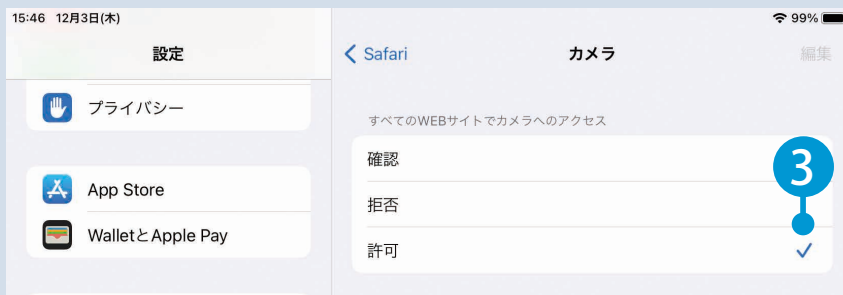 15:46 12月3日(木)
99%
設定
Safari
カメラ
編集
プライバシー
すべてのWEBサイトでカメラへのアクセス
確認
3
App Store
拒否
WalletとApple Pay
許可